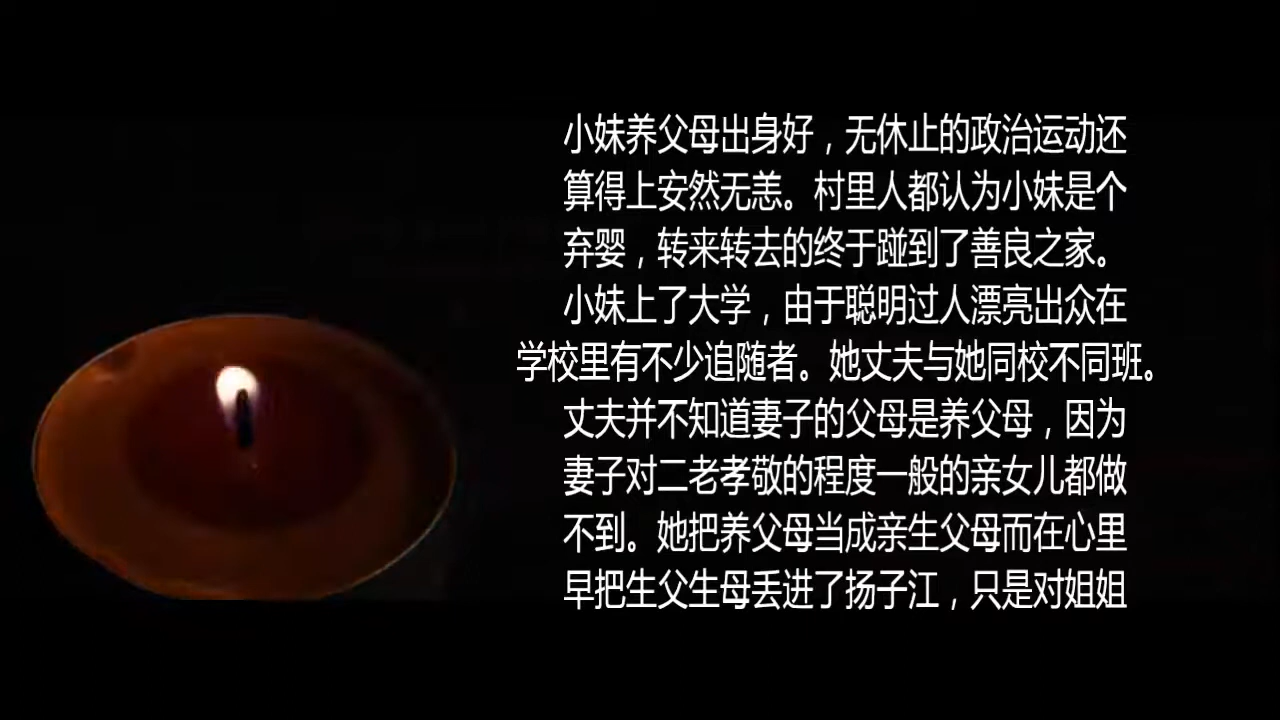 小妹养父母出身好，无休止的政治运动还
算得上安然无恙。村里人都认为小妹是个
弃婴，转来转去的终于踫到了善良之家。
小妹上了大学，由于聪明过人漂亮出众在
学校里有不少追随者。她丈夫与她同校不同班。
丈夫并不知道妻子的父母是养父母，因为
妻子对二老孝敬的程度一般的亲女儿都做
不到。她把养父母当成亲生父母而在心里
早把生父生母丢进了扬子江，只是对姐姐